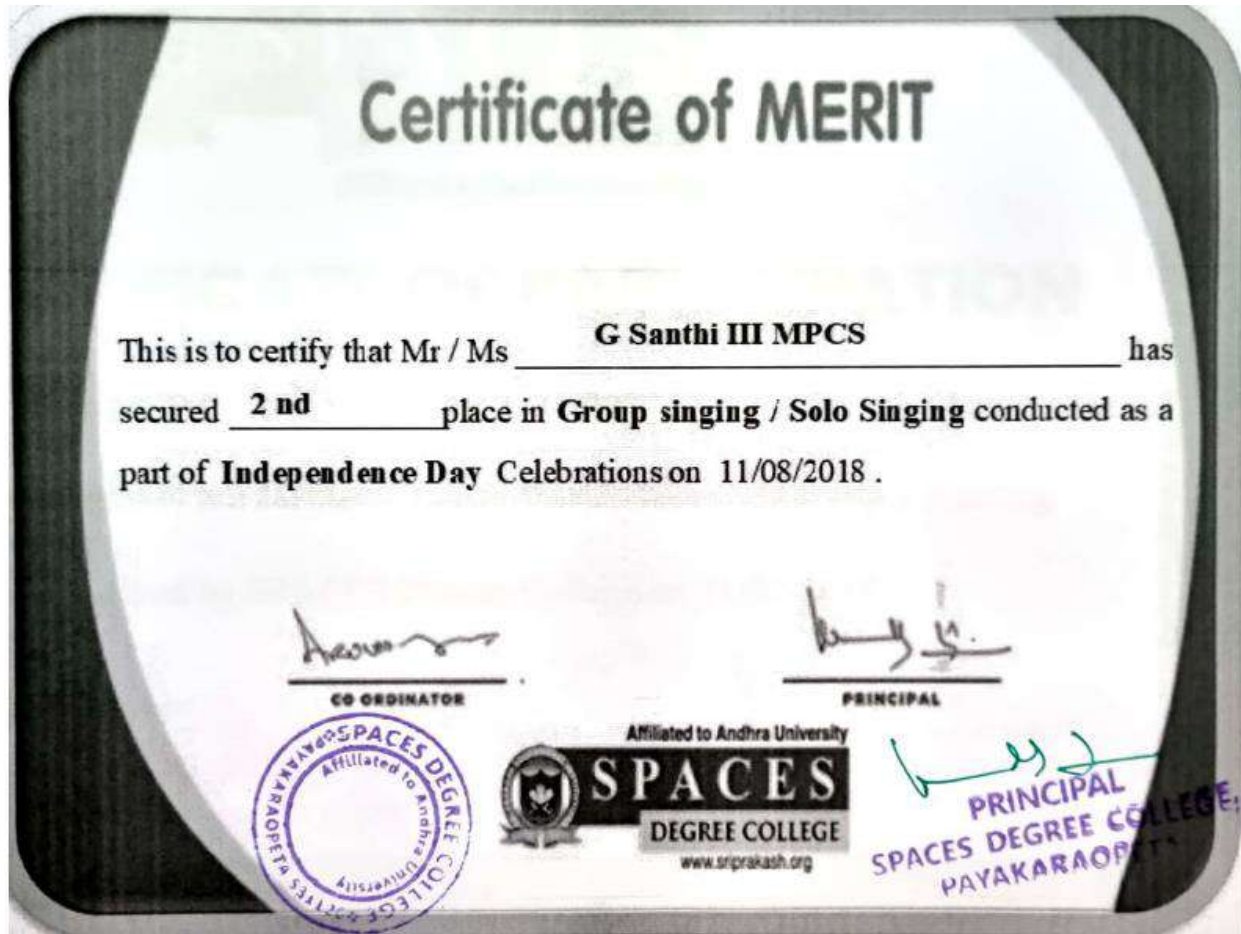 Certificate of MERIT
This is to certify that Mr / Ms G Santhi III MPCS has
secured 2 nd place in Group singing / Solo Singing conducted as a
part of Independence Day Celebrations on 11/08/2018 .
CO ORDINATOR
PRINCIPAL
SPACES DEGREE COLLEGE
PAYAKARAOPETA
Affiliated to Andhra University
Affiliated to Andhra University
SPACES
DEGREE COLLEGE
www.sriprakash.org
PRINCIPAL
SPACES DEGREE COLLEGE,